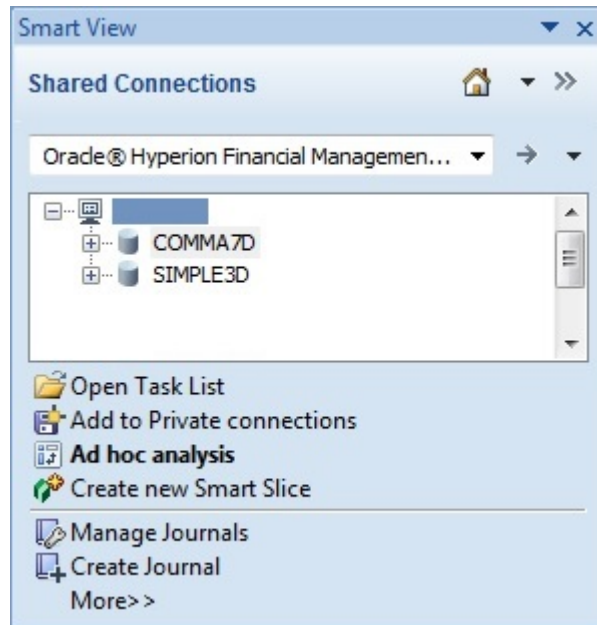 Smart View
Shared Connections
Oracle® Hyperion Financial Managemen...
COMMA7D
SIMPLE3D
Open Task List
Add to Private connections
Ad hoc analysis
Create new Smart Slice
Manage Journals
Create Journal
More>>